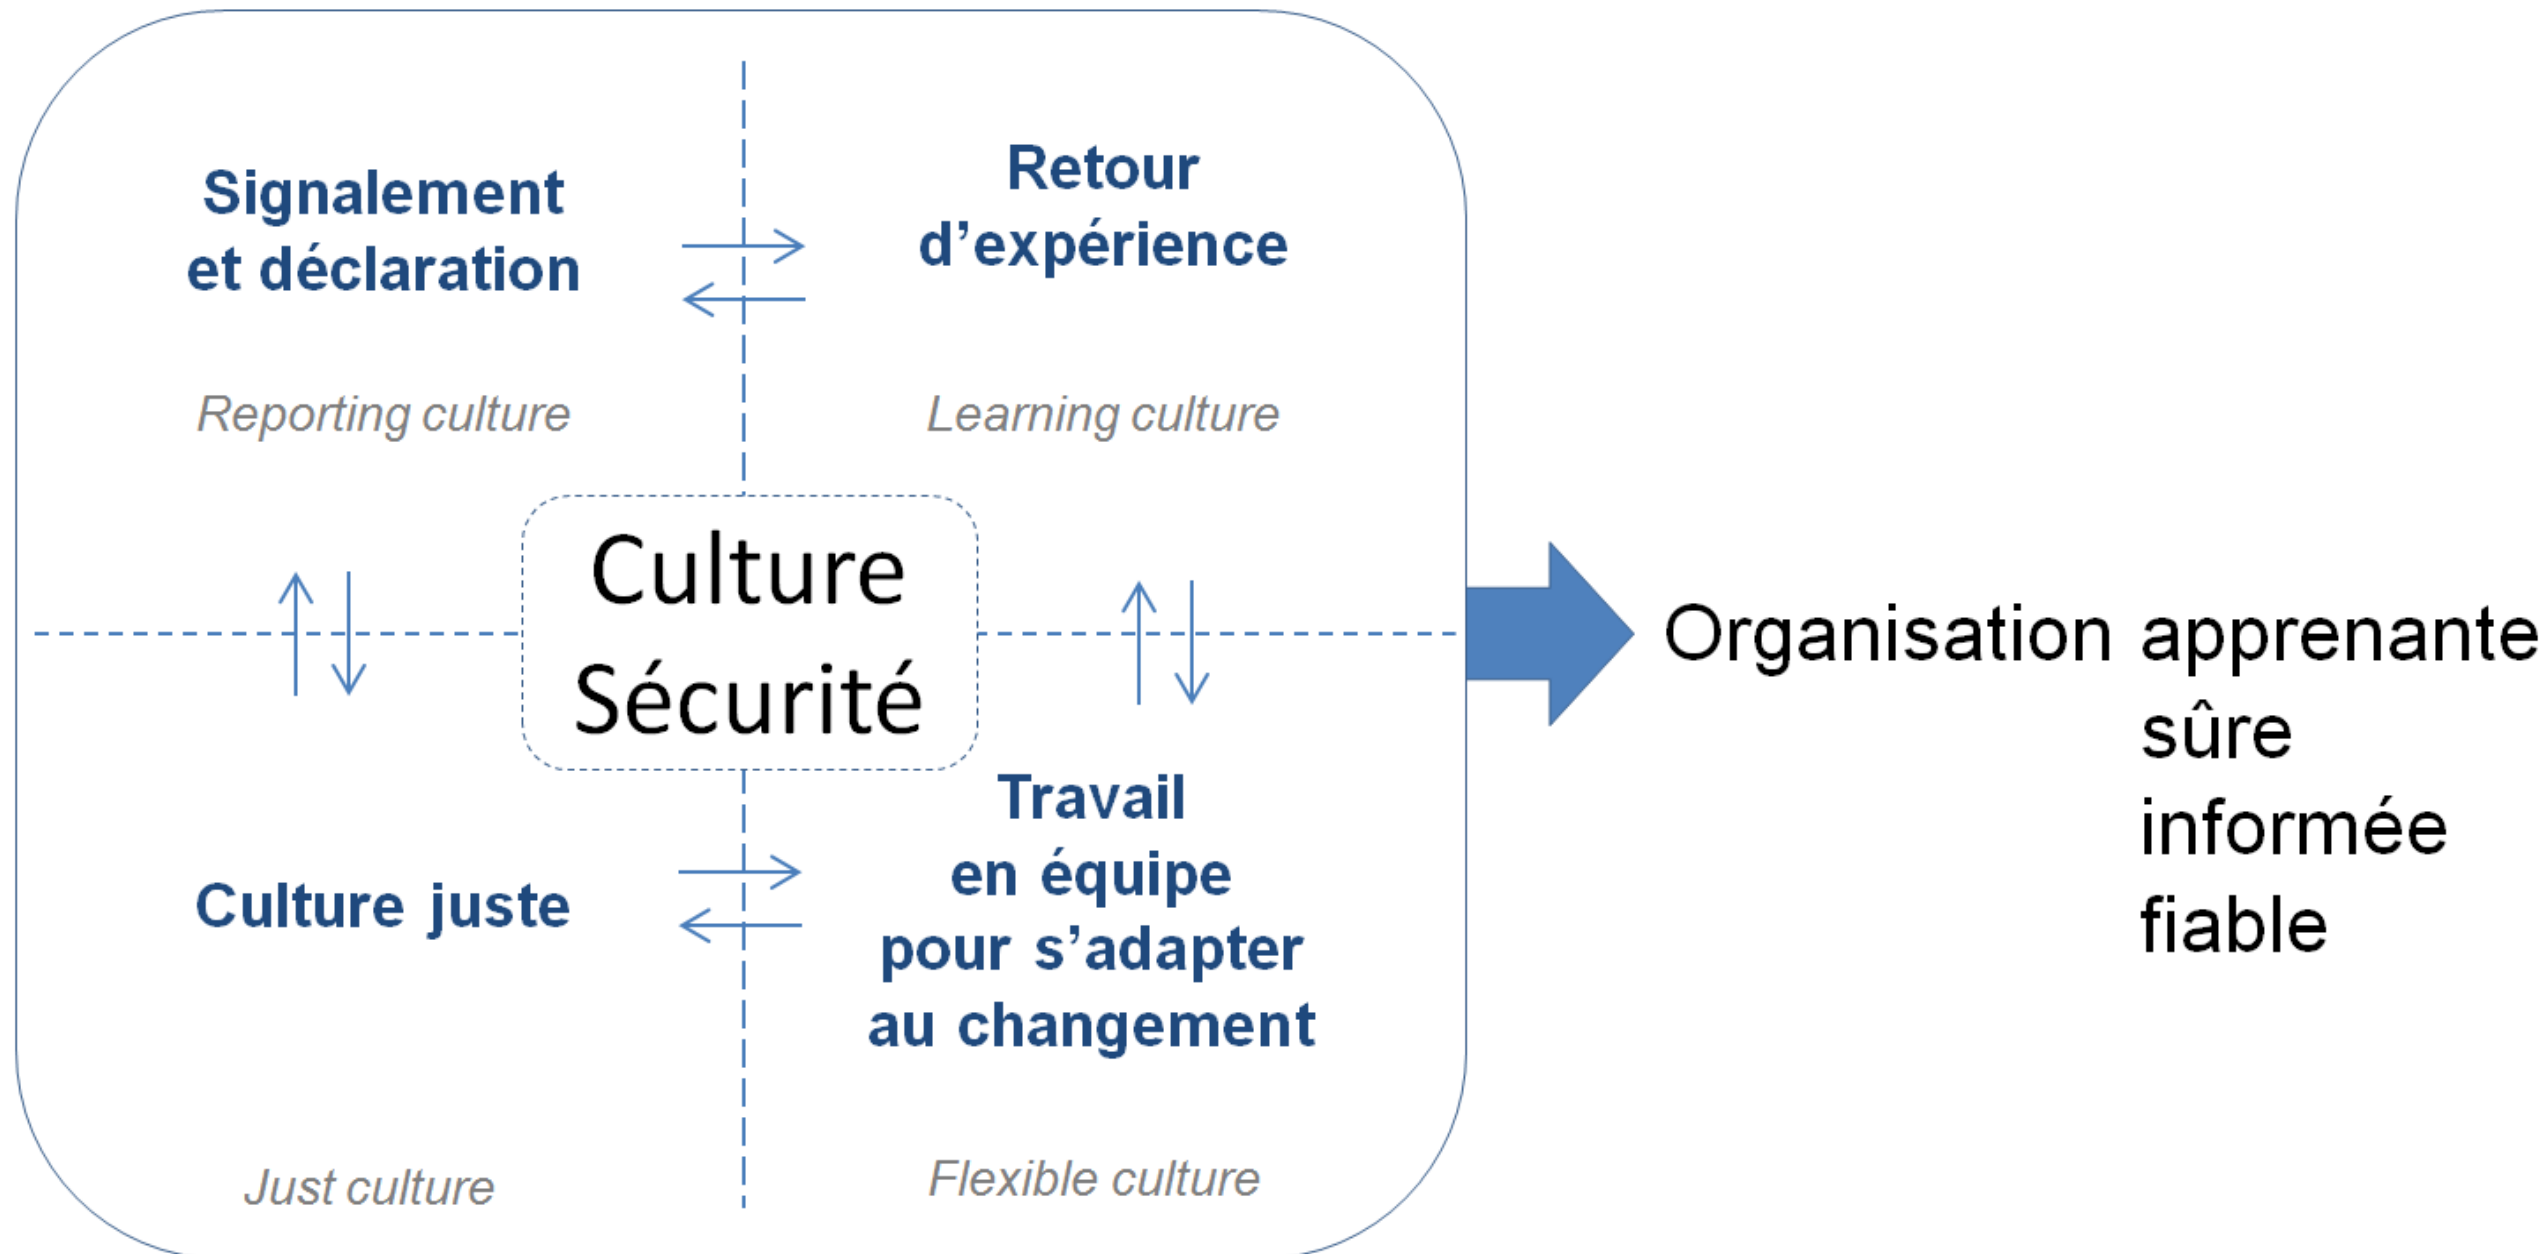 Signalement
et déclaration
Reporting culture
Retour
d’expérience
Learning culture
Culture
Sécurité
Culture juste
Just culture
Travail
en équipe
pour s’adapter
au changement
Flexible culture
Organisation apprenante
sûre
informée
fiable